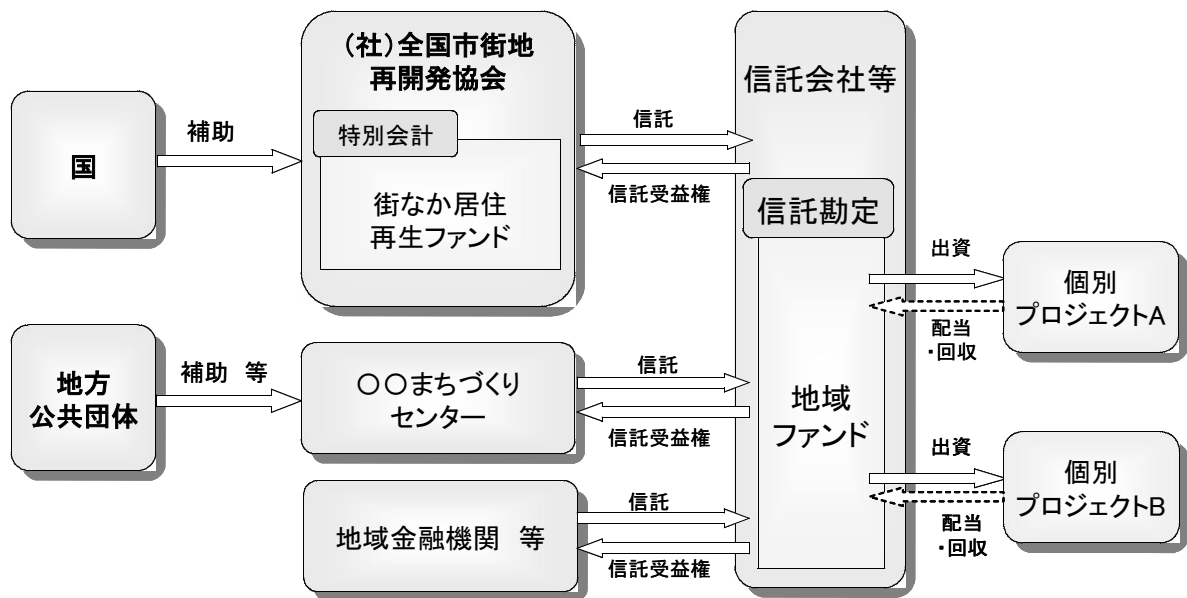 国
補助
(社)全国市街地
再開発協会
特別会計
街なか居住
再生ファンド
信託
信託受益権
信託会社等
信託勘定
地域
ファンド
出資
配当
・回収
個別
プロジェクトA
地方
公共団体
補助 等
〇〇まちづくり
センター
信託
信託受益権
地域金融機関 等
信託
信託受益権
出資
配当
・回収
個別
プロジェクトB